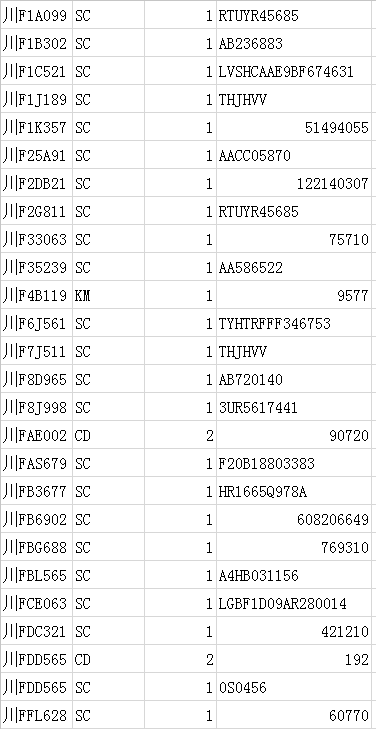 川F1A099 SC 1 RTUYR45685
川F1B302 SC 1 AB236883
川F1C521 SC 1 LVSHCAAE9BF674631
川F1J189 SC 1 THJHVV
川F1K357 SC 1 51494055
川F25A91 SC 1 AACC05870
川F2DB21 SC 1 122140307
川F2G811 SC 1 RTUYR45685
川F33063 SC 1 75710
川F35239 SC 1 AA586522
川F4B119 KM 1 9577
川F6J561 SC 1 TYHTRFFF346753
川F7J511 SC 1 THJHVV
川F8D965 SC 1 AB720140
川F8J998 SC 1 3UR5617441
川FAE002 CD 2 90720
川FAS679 SC 1 F20B18803383
川FB3677 SC 1 HR1665Q978A
川FB6902 SC 1 608206649
川FBG688 SC 1 769310
川FBL565 SC 1 A4HB031156
川FCE063 SC 1 LGBF1D09AR280014
川FDC321 SC 1 421210
川FDD565 CD 2 192
川FDD565 SC 1 0S0456
川FFL628 SC 1 60770